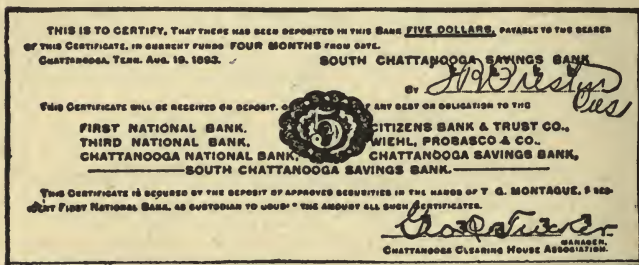 THIS IS TO CERTIFY, THAT THERE HAS BEEN DEPOSITED IN THIS BANK FIVE DOLLARS, PAYABLE TO THE BEARER
OF THIS CERTIFICATE, IN CURRENT FUNDS FOUR MONTHS FROM DATE.
CHATTANOOGA, TENN. AUG. 19, 1893. SOUTH CHATTANOOGA SAVINGS BANK
BY Preston Pres
THIS CERTIFICATE WILL BE RECEIVED ON DEPOSIT, ANY DEBT OR OBLIGATION TO THE
FIRST NATIONAL BANK, CITIZENS BANK & TRUST CO.,
THIRD NATIONAL BANK, 5 WIEHL, PROBASCO & CO.,
CHATTANOOGA NATIONAL BANK, CHATTANOOGA SAVINGS BANK,
SOUTH CHATTANOOGA SAVINGS BANK.
THIS CERTIFICATE IS SECURED BY THE DEPOSIT OF APPROVED SECURITIES IN THE HANDS OF T. G. MONTAGUE,
FIRST NATIONAL BANK, AS CUSTODIAN TO THE AMOUNT ALL SUCH CERTIFICATES.
Geo
MANAGER,
CHATTANOOGA CLEARING HOUSE ASSOCIATION.